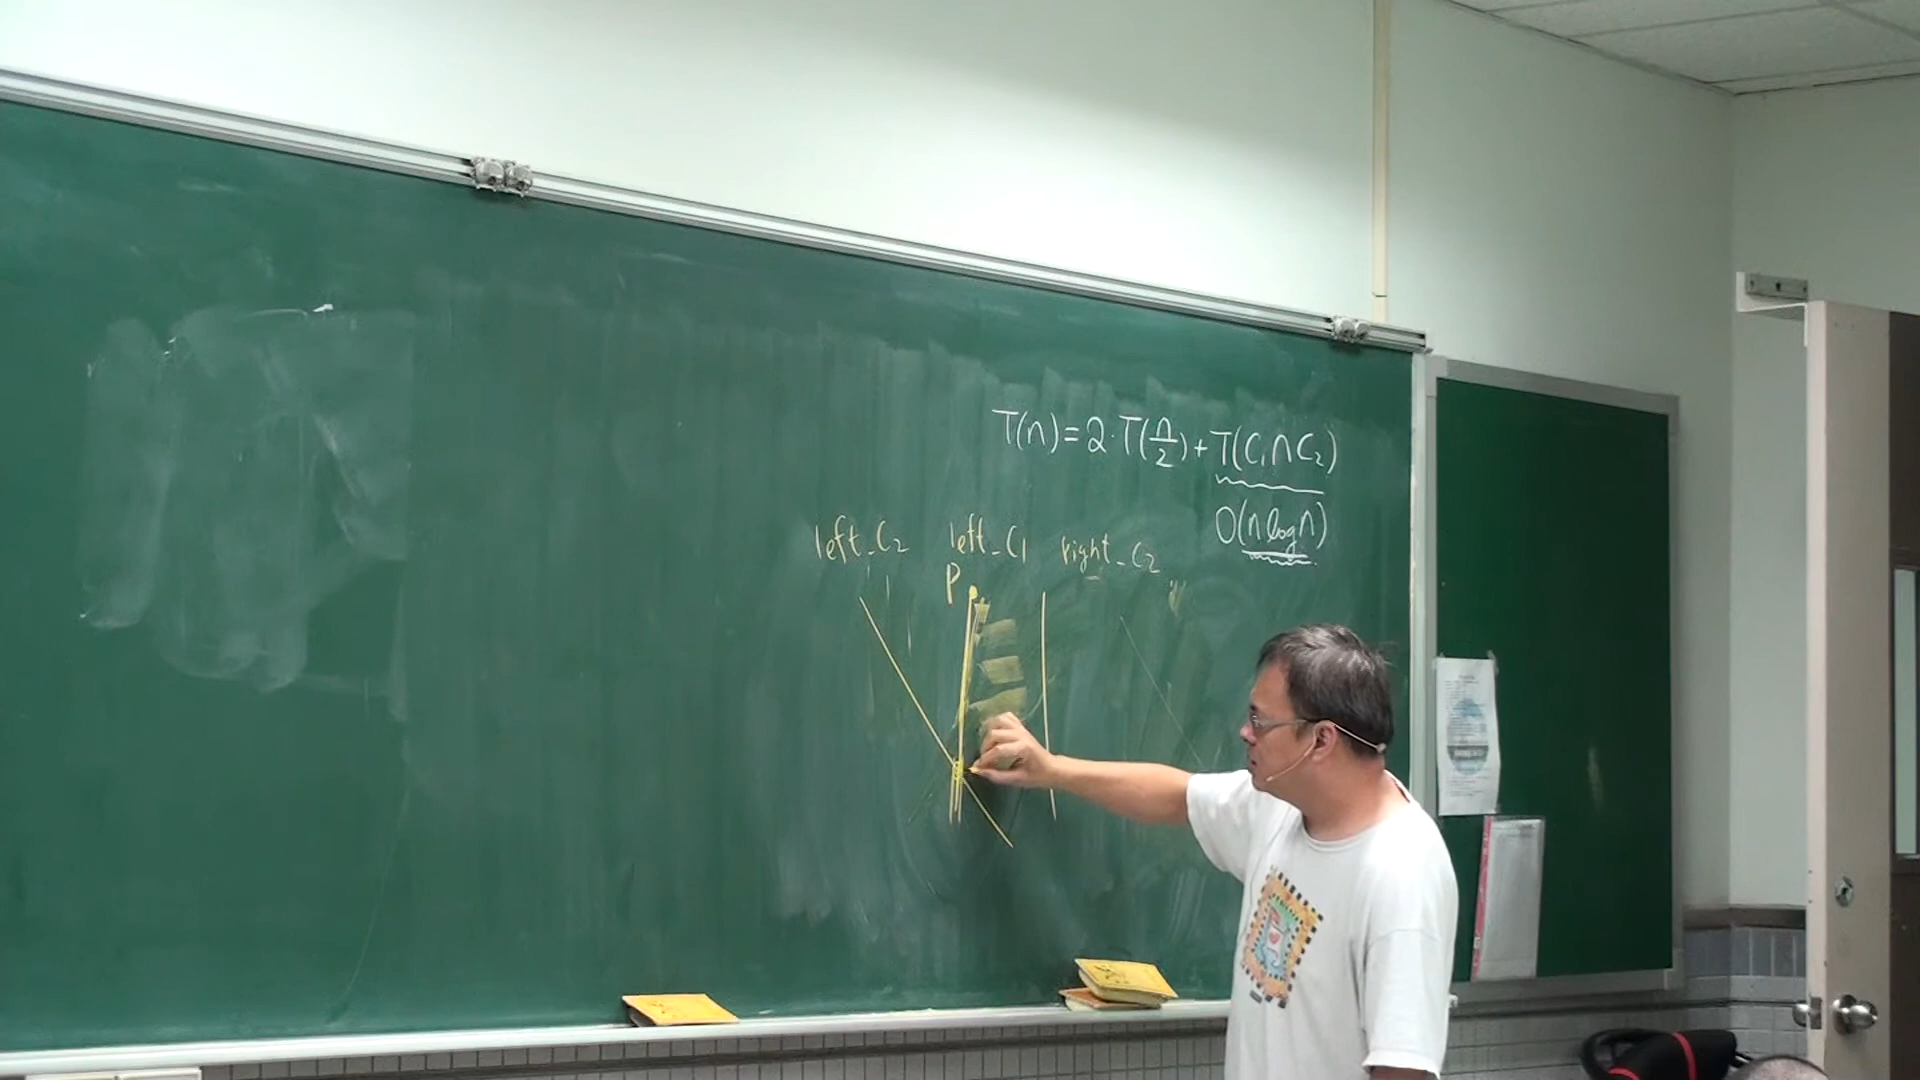 T(n)=2·T(n/2)+T(C₁∩C₂)
O(n log n)
left_C₂ left_C₁ right_C₂
P